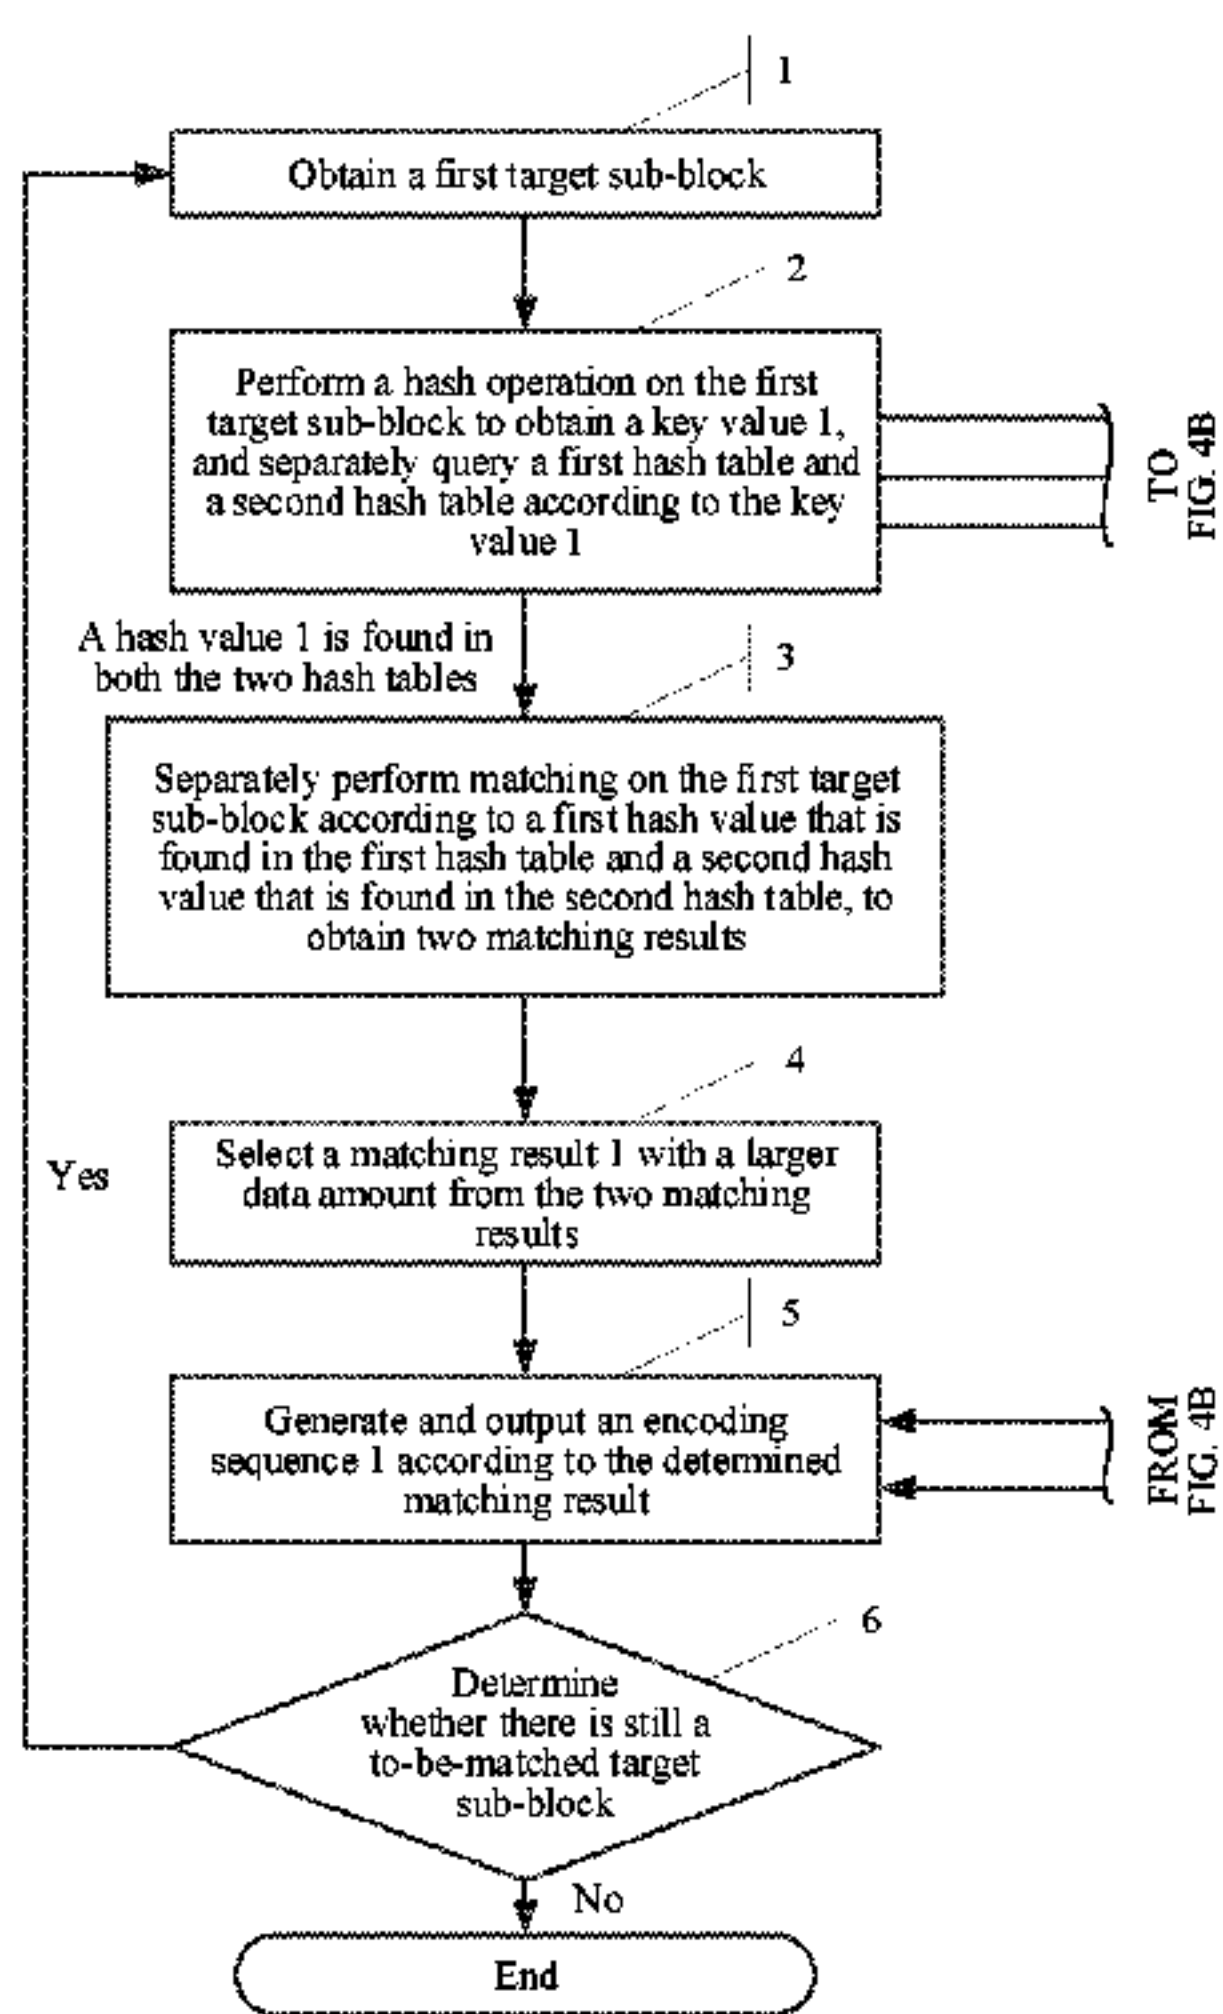 1
Obtain a first target sub-block
2
Perform a hash operation on the first
target sub-block to obtain a key value 1,
and separately query a first hash table and
a second hash table according to the key
value 1
TO
FIG. 4B
A hash value 1 is found in
both the two hash tables
3
Separately perform matching on the first target
sub-block according to a first hash value that is
found in the first hash table and a second hash
value that is found in the second hash table, to
obtain two matching results
4
Select a matching result 1 with a larger
data amount from the two matching
results
Yes
5
Generate and output an encoding
sequence 1 according to the determined
matching result
FROM
FIG. 4B
6
Determine
whether there is still a
to-be-matched target
sub-block
No
End